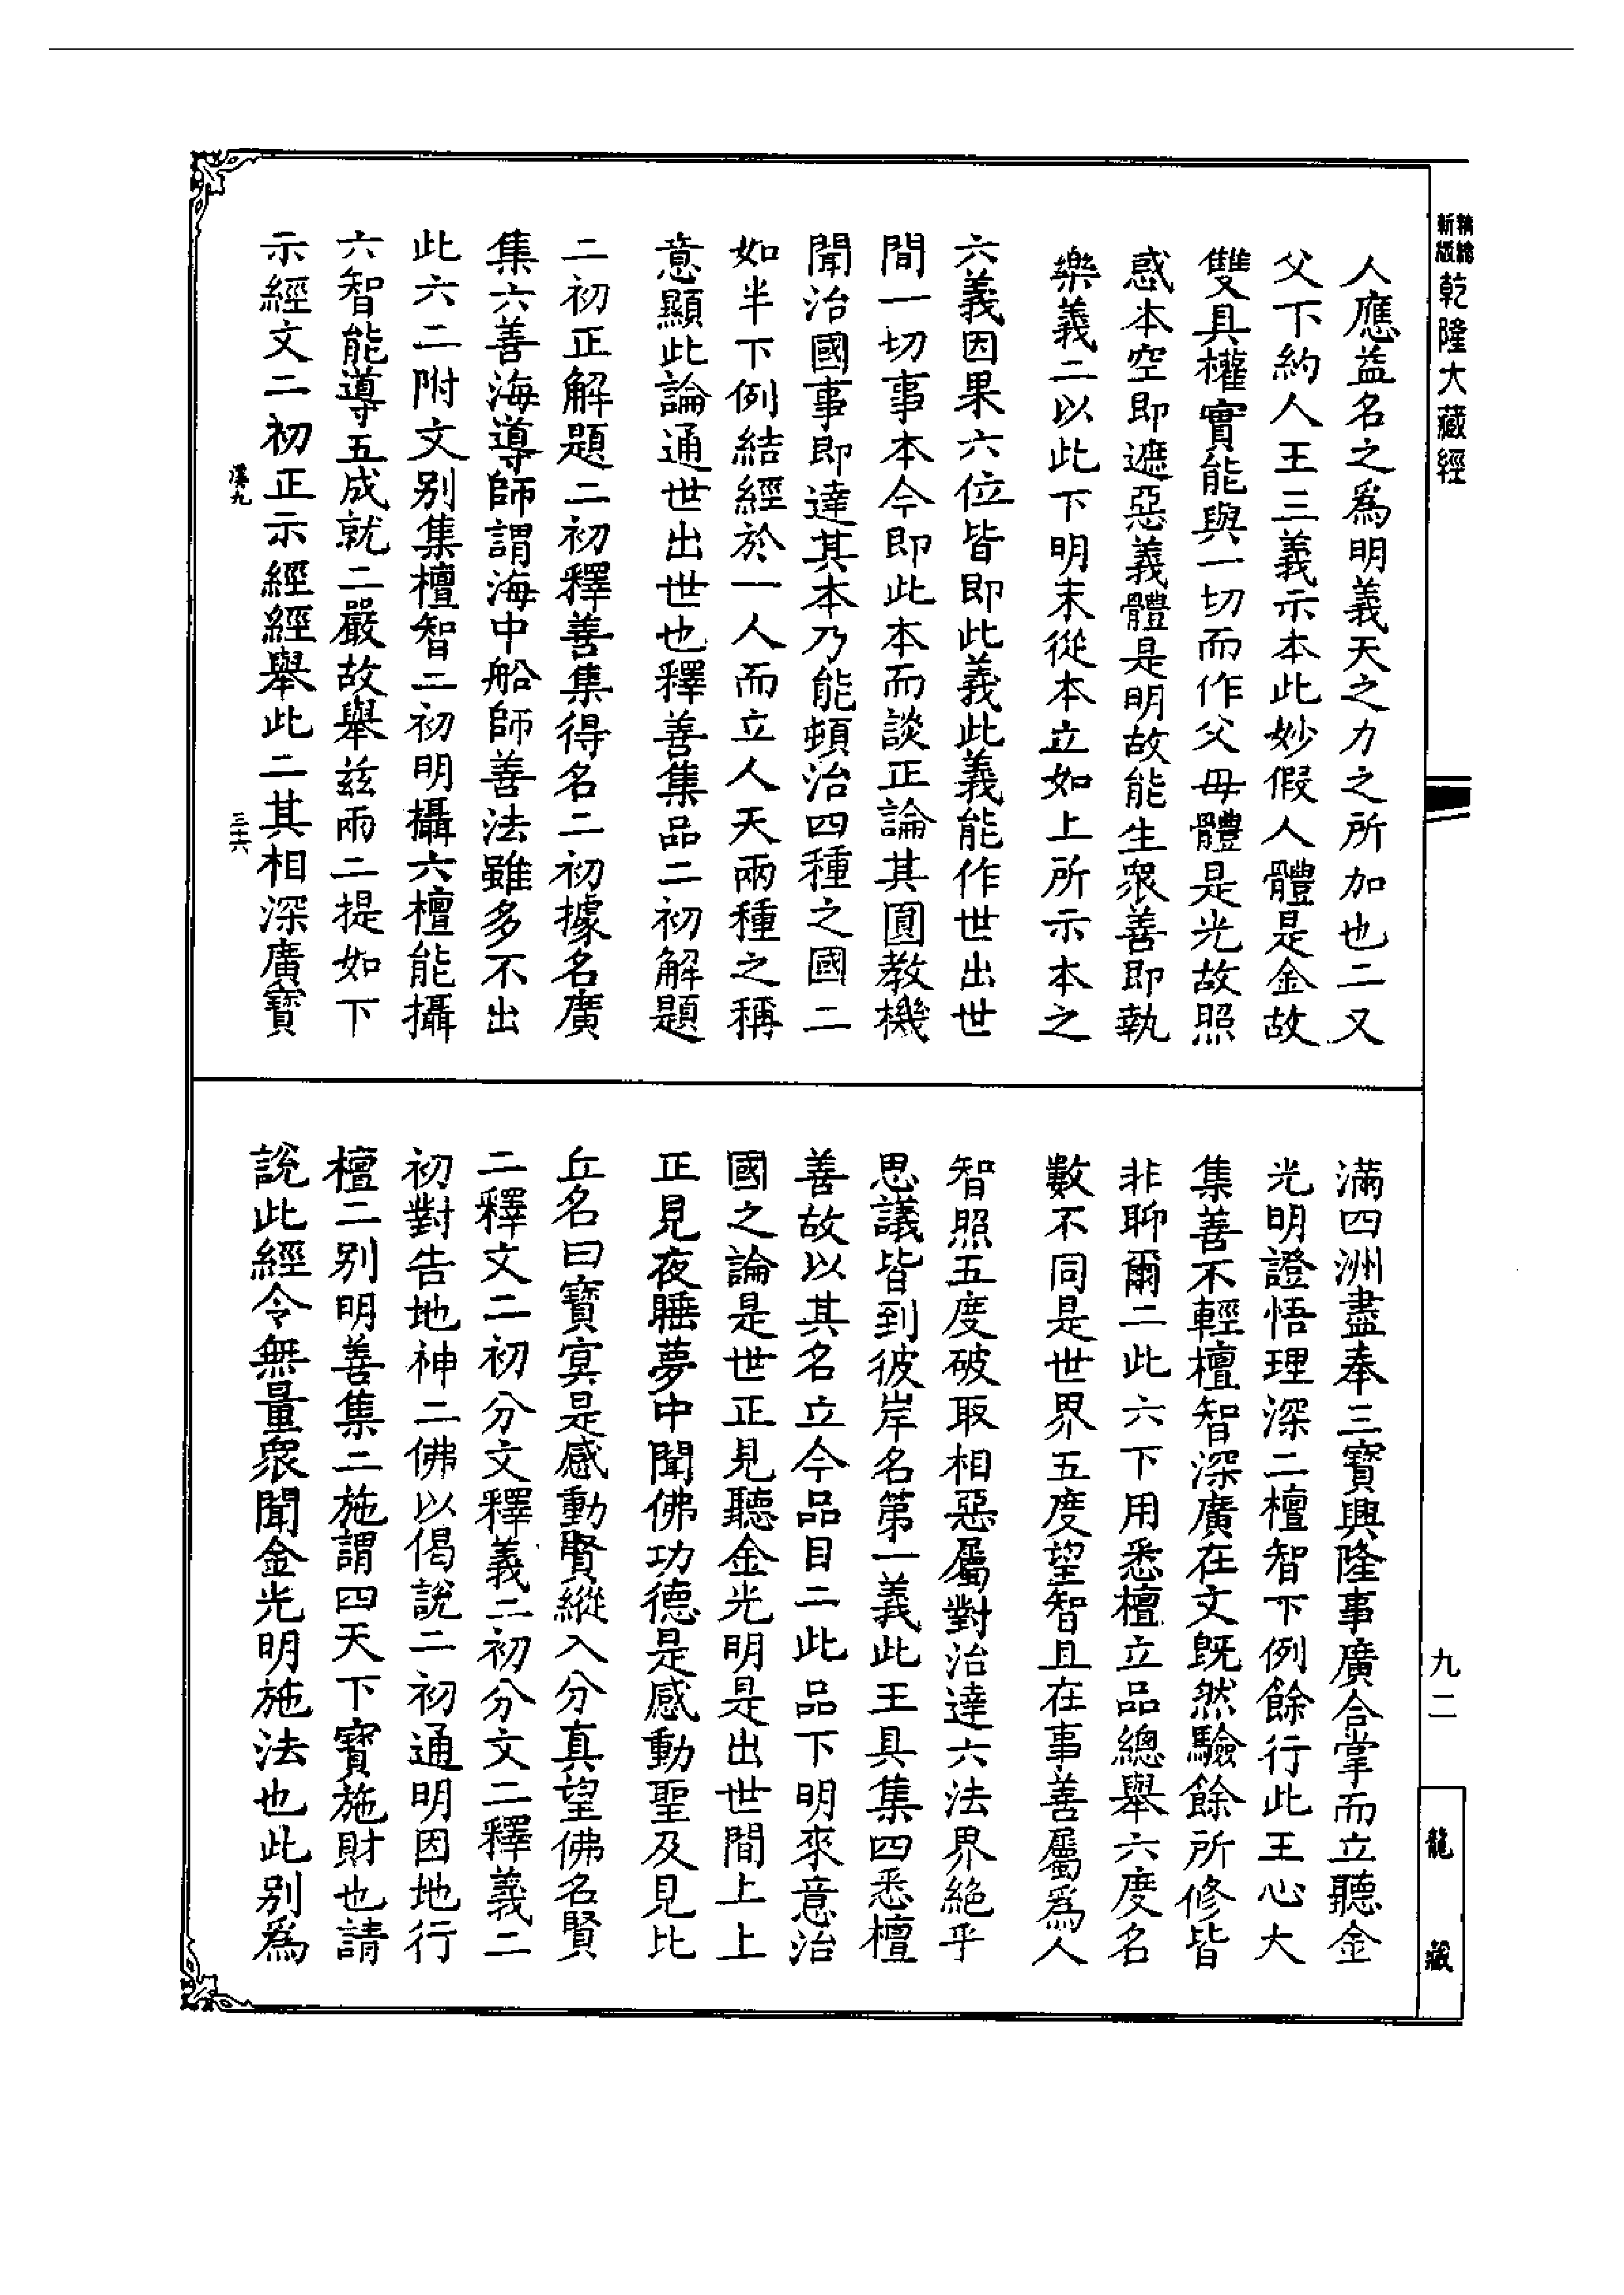 精繕
新版
乾隆大藏經
人應益名之爲明義天之力之所加也二又
父下約人王三義示本此妙假人體是金故
雙具權實能與一切而作父母體是光故照
惑本空即遮惡義體是明故能生衆善即執
樂義二以此下明末從本立如上所示本之
六義因果六位皆即此義此義能作世出世
間一切事本今即此本而談正論其圓教機
聞治國事即達其本乃能頓治四種之國二
如半下例結經於一人而立人天兩種之稱
意顯此論通世出世也釋善集品二初解題
二初正解題二初釋善集得名二初據名廣
集六善海導師謂海中船師善法雖多不出
此六二附文别集檀智二初明攝六檀能攝
六智能導五成就二嚴故舉兹兩二提如下
示經文二初正示經經舉此二其相深廣寶
漢九
三十六
滿四洲盡奉三寶興隆事廣合掌而立聽金
光明證悟理深二檀智下例餘行此王心大
集善不輕檀智深廣在文既然驗餘所修皆
非聊爾二此六下用悉檀立品總舉六度名
數不同是世界五度望智且在事善屬爲人
智照五度破取相惡屬對治達六法界絶乎
思議皆到彼岸名第一義此王具集四悉檀
善故以其名立今品目二此品下明來意治
國之論是世正見聽金光明是出世間上上
正見夜睡夢中聞佛功德是感動聖及見比
丘名曰寶冥是感動賢縱入分真望佛名賢
二釋文二初分文釋義二初分文二釋義二
初對告地神二佛以偈說二初通明因地行
檀二别明善集二施謂四天下寶施財也請
說此經令無量衆聞金光明施法也此别爲
九二
龍藏